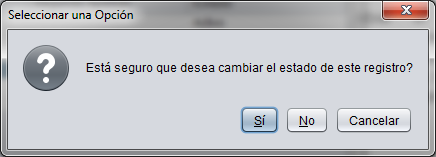 Seleccionar una Opción
Está seguro que desea cambiar el estado de este registro?
Sí
No
Cancelar